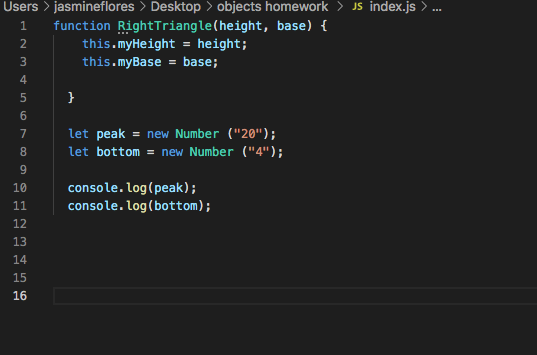 Users > jasmineflores > Desktop > objects homework > JS index.js > ...
1 function RightTriangle(height, base) {
2 this.myHeight = height;
3 this.myBase = base;
4
5 }
6
7 let peak = new Number ("20");
8 let bottom = new Number ("4");
9
10 console.log(peak);
11 console.log(bottom);
12
13
14
15
16